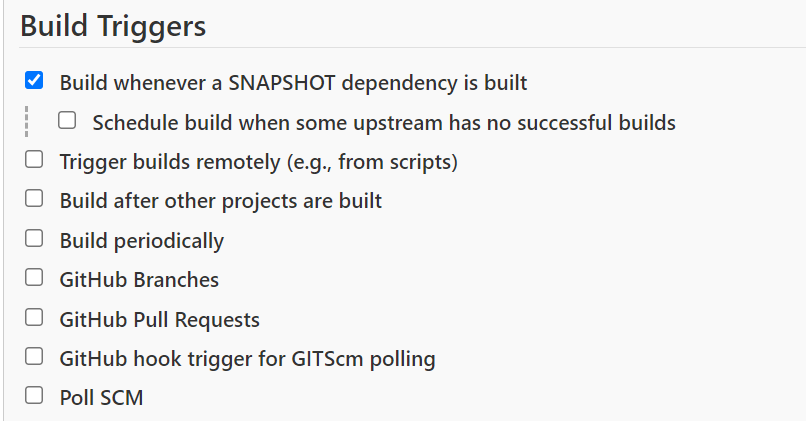 Build Triggers
Build whenever a SNAPSHOT dependency is built
Schedule build when some upstream has no successful builds
Trigger builds remotely (e.g., from scripts)
Build after other projects are built
Build periodically
GitHub Branches
GitHub Pull Requests
GitHub hook trigger for GITScm polling
Poll SCM